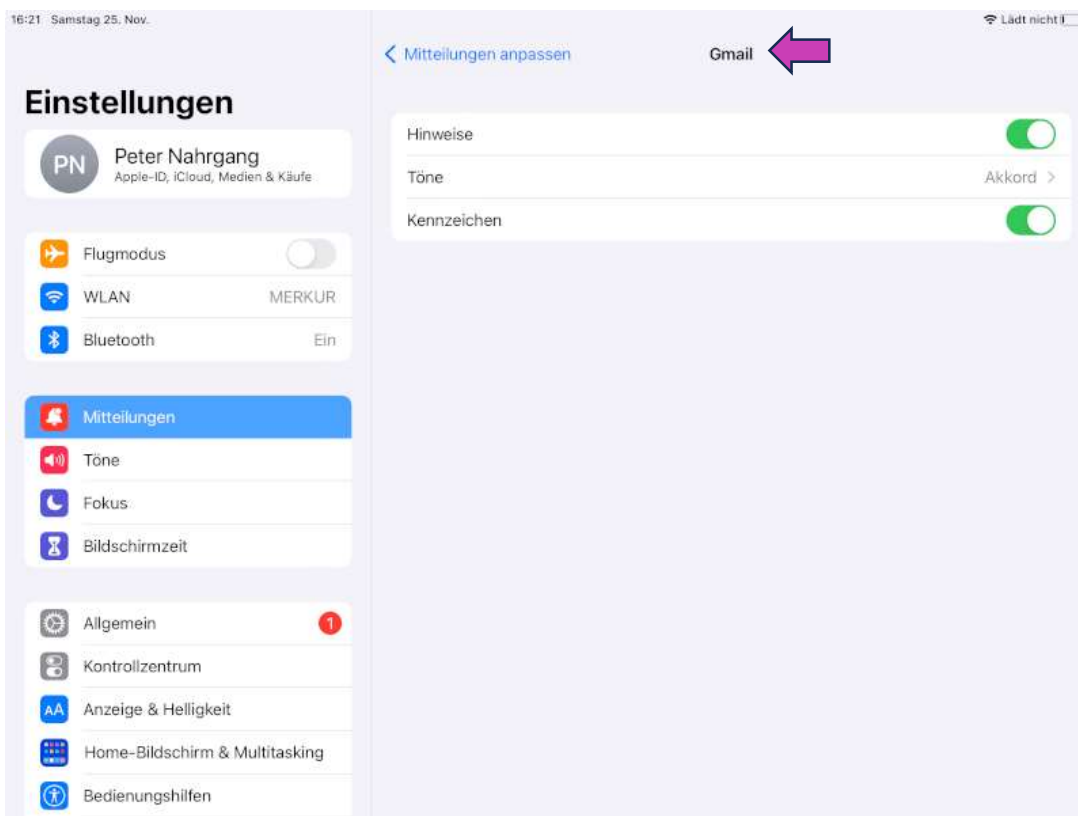 16:21 Samstag 25. Nov.
Lädt nicht
Mitteilungen anpassen
Gmail
Einstellungen
PN
Peter Nahrgang
Apple-ID, iCloud, Medien & Käufe
Flugmodus
WLAN MERKUR
Bluetooth Ein
Mitteilungen
Töne
Fokus
Bildschirmzeit
Allgemein 1
Kontrollzentrum
AA Anzeige & Helligkeit
Home-Bildschirm & Multitasking
Bedienungshilfen
Hinweise
Töne Akkord
Kennzeichen